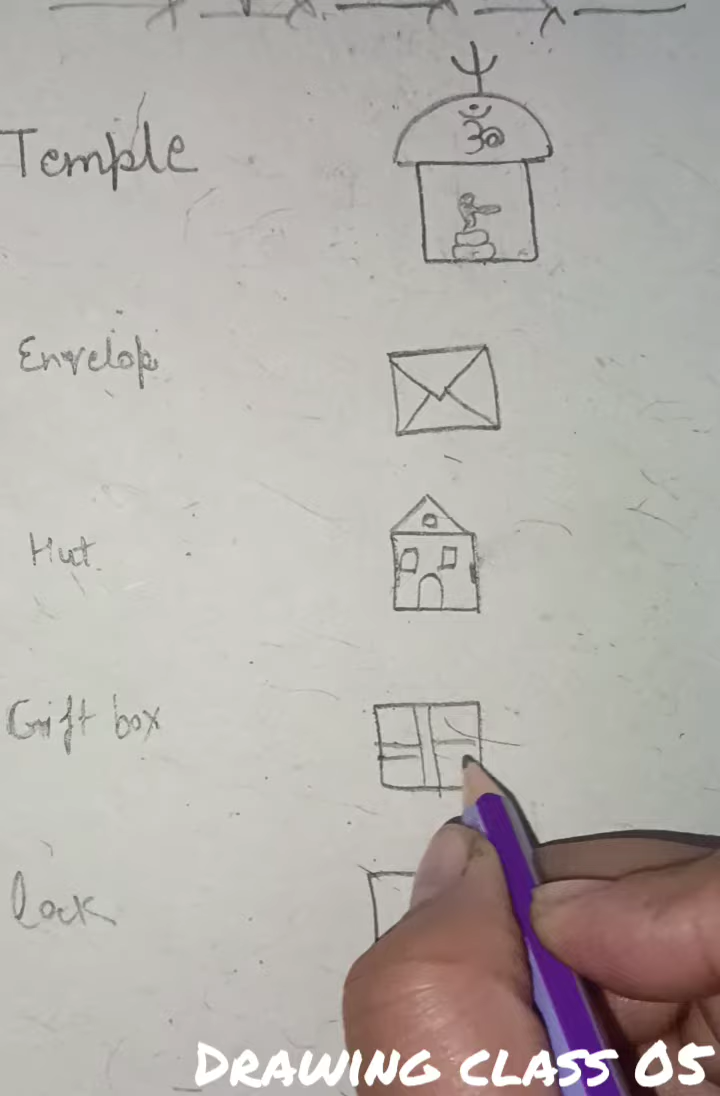 Temple
ॐ
Envelop
Hut
Gift box
lock
DRAWING CLASS 05